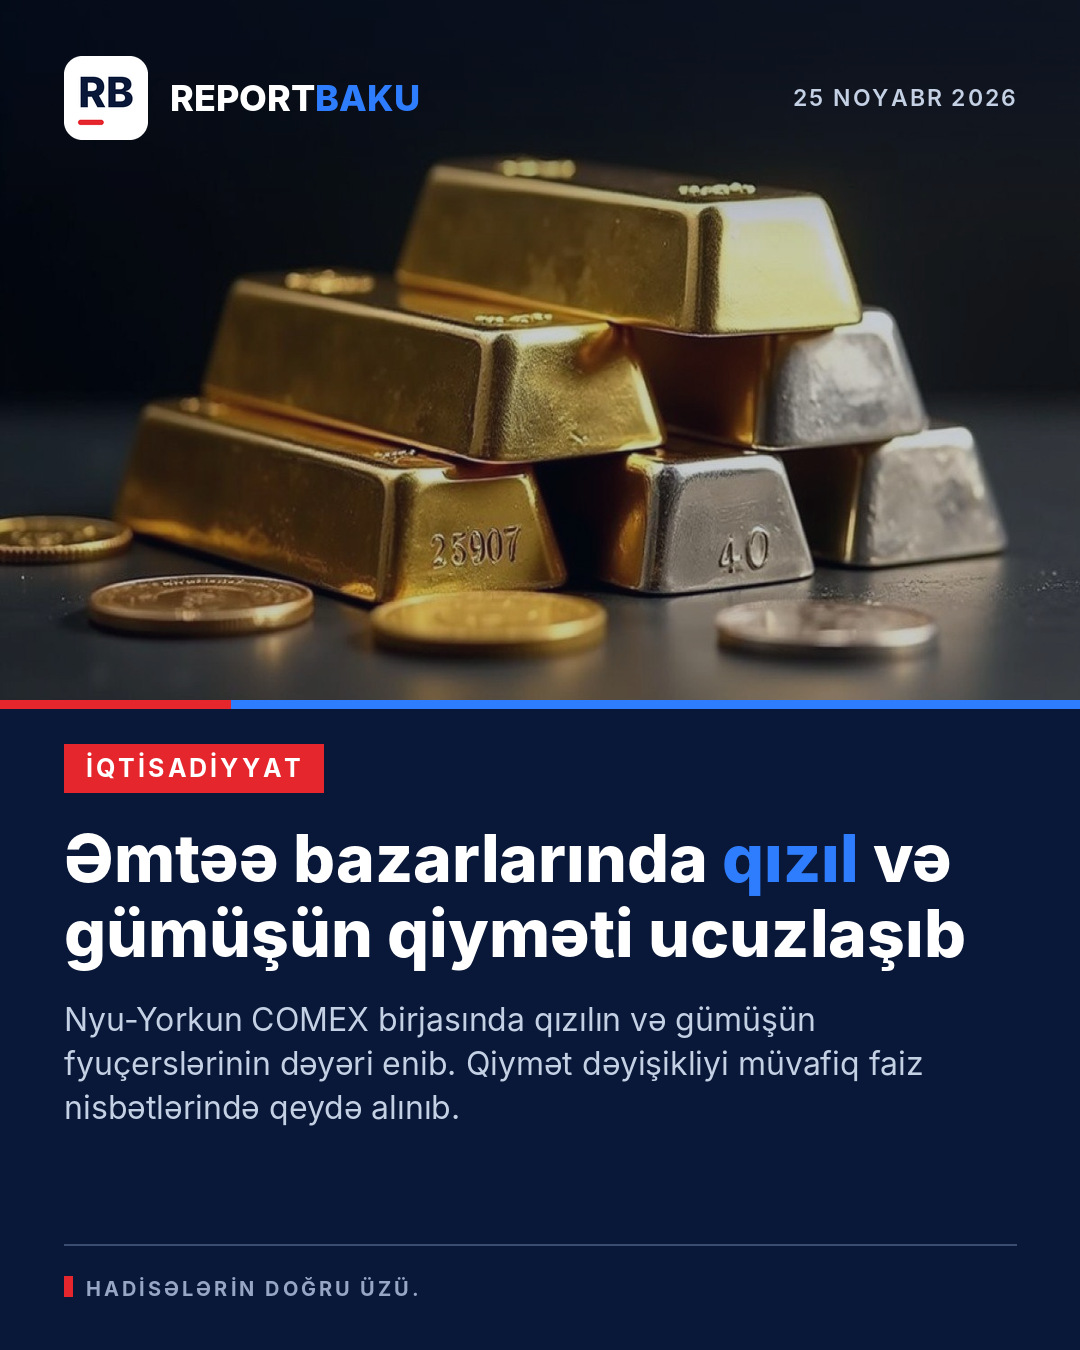 RB
REPORTBAKU
25 NOYABR 2026
25907
40
İQTİSADİYYAT
Əmtəə bazarlarında qızıl və
gümüşün qiyməti ucuzlaşıb
Nyu-Yorkun COMEX birjasında qızılın və gümüşün
fyuçerslərinin dəyəri enib. Qiymət dəyişikliyi müvafiq faiz
nisbətlərində qeydə alınıb.
HADİSƏLƏRİN DOĞRU ÜZÜ.